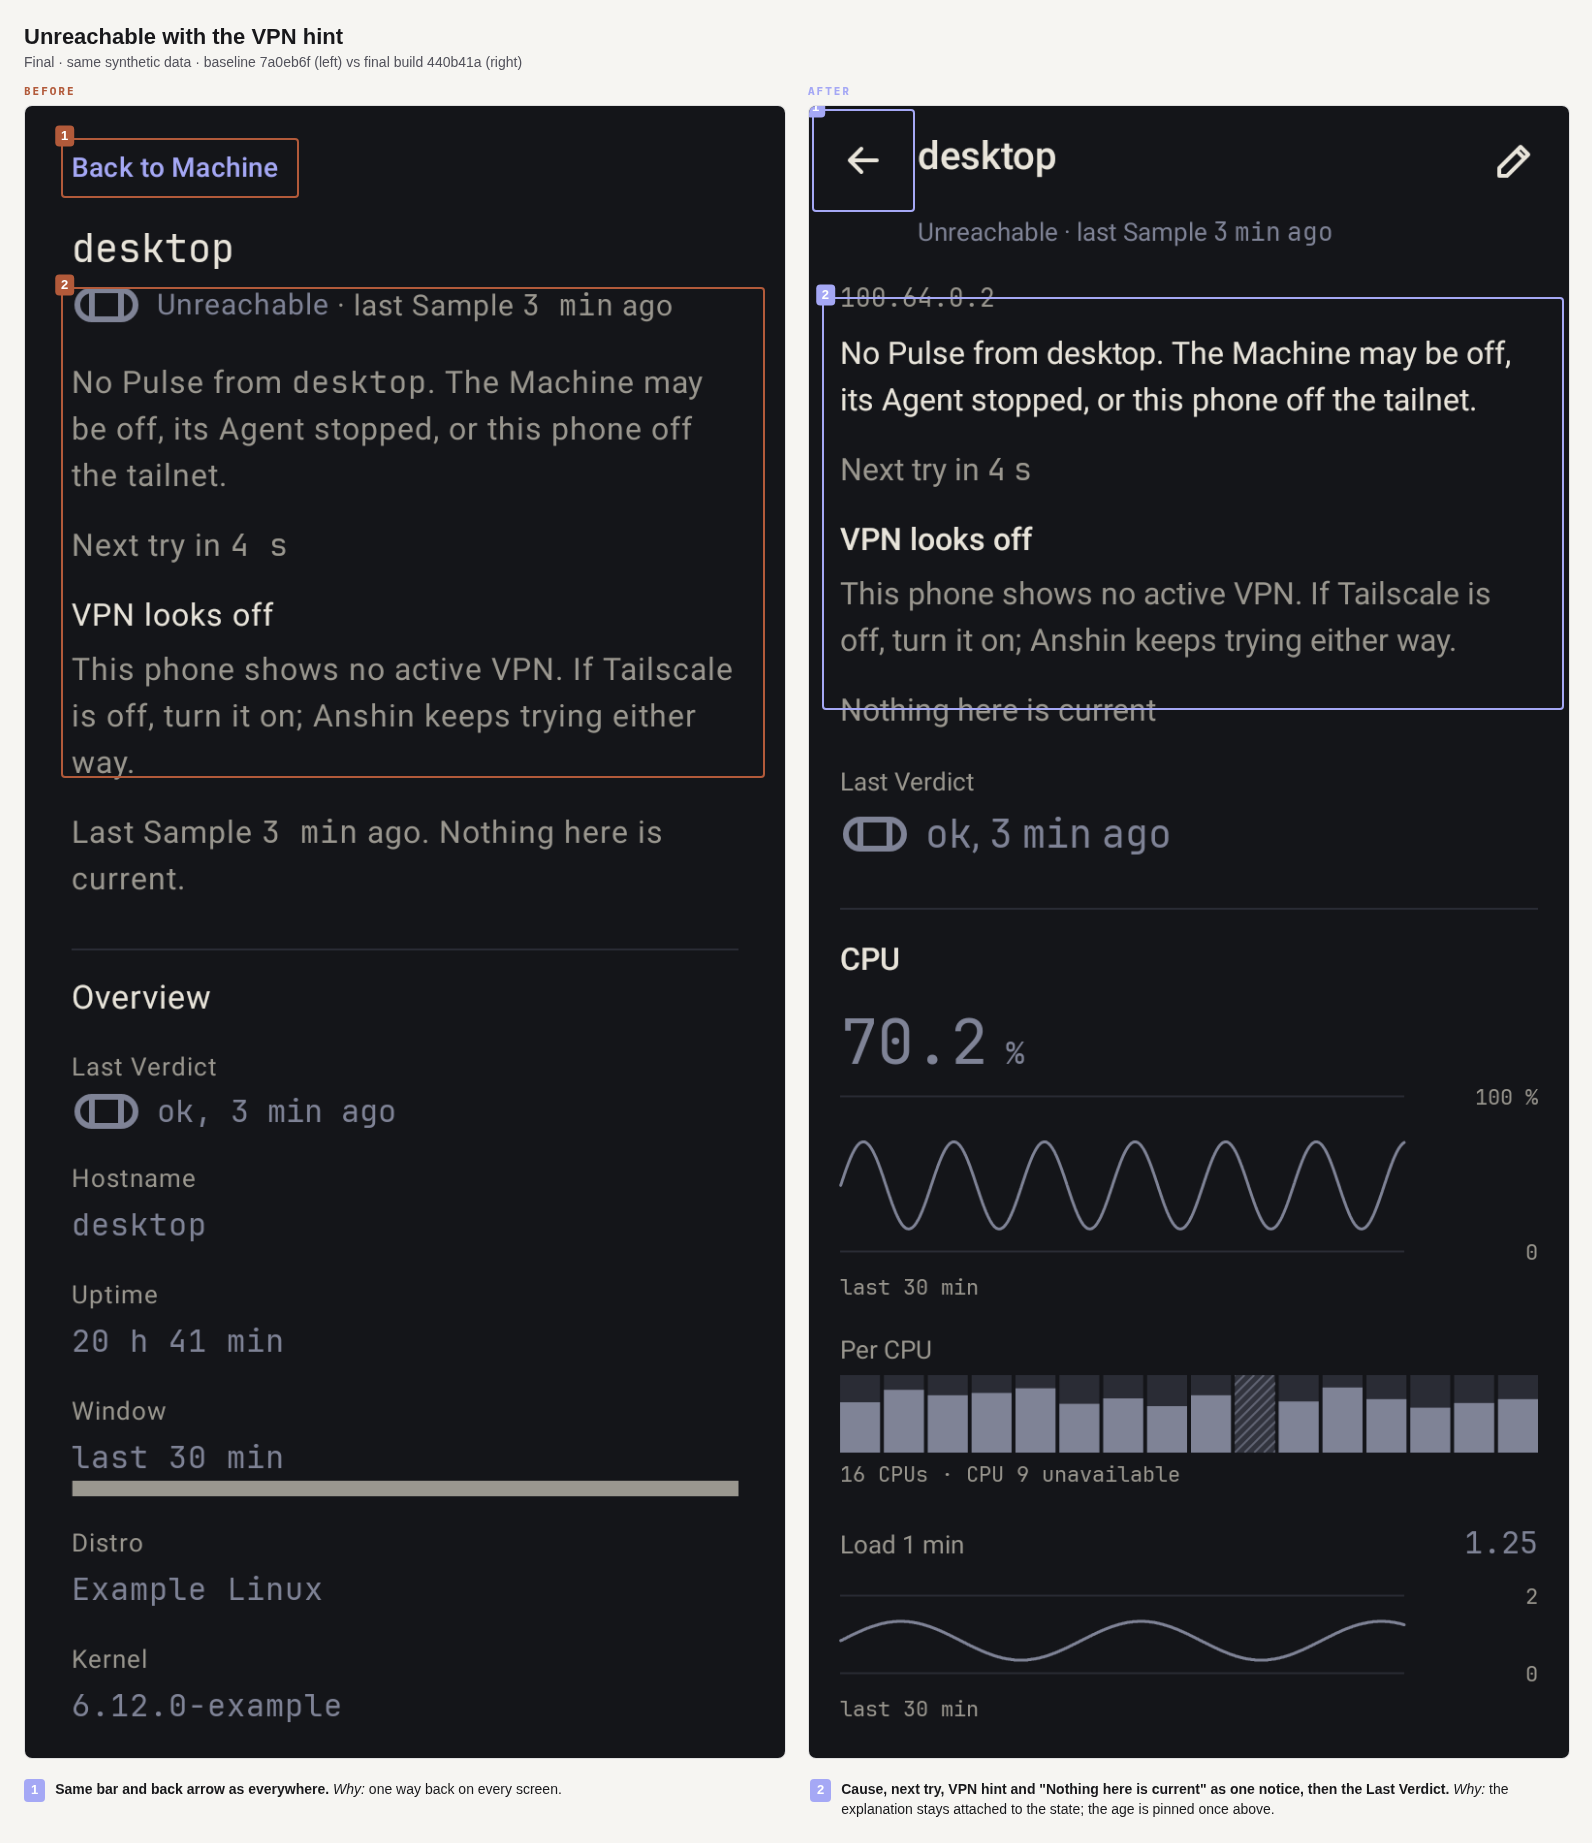 Unreachable with the VPN hint
Final · same synthetic data · baseline 7a0eb6f (left) vs final build 440b41a (right)
BEFORE
1
Back to Machine
desktop
2
Unreachable · last Sample 3 min ago
No Pulse from desktop. The Machine may
be off, its Agent stopped, or this phone off
the tailnet.
Next try in 4 s
VPN looks off
This phone shows no active VPN. If Tailscale
is off, turn it on; Anshin keeps trying either
way.
Last Sample 3 min ago. Nothing here is
current.
Overview
Last Verdict
ok, 3 min ago
Hostname
desktop
Uptime
20 h 41 min
Window
last 30 min
Distro
Example Linux
Kernel
6.12.0-example
AFTER
1
desktop
Unreachable · last Sample 3 min ago
2
100.64.0.2
No Pulse from desktop. The Machine may be off,
its Agent stopped, or this phone off the tailnet.
Next try in 4 s
VPN looks off
This phone shows no active VPN. If Tailscale is
off, turn it on; Anshin keeps trying either way.
Nothing here is current
Last Verdict
ok, 3 min ago
CPU
70.2 %
100 %
0
last 30 min
Per CPU
16 CPUs · CPU 9 unavailable
Load 1 min
1.25
2
0
last 30 min
1 Same bar and back arrow as everywhere. Why: one way back on every screen.
2 Cause, next try, VPN hint and "Nothing here is current" as one notice, then the Last Verdict. Why: the
explanation stays attached to the state; the age is pinned once above.